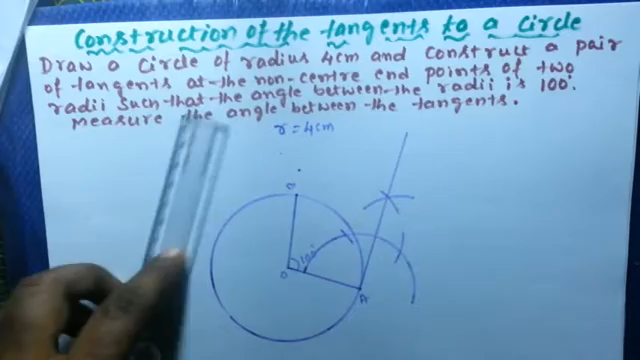 Construction of the tangents to a circle
Draw a circle of radius 4cm and construct a pair
of tangents at the non-centre end points of two
radii such that the angle between the radii is 100°.
Measure the angle between the tangents.
r = 4cm
B
100°
O
A